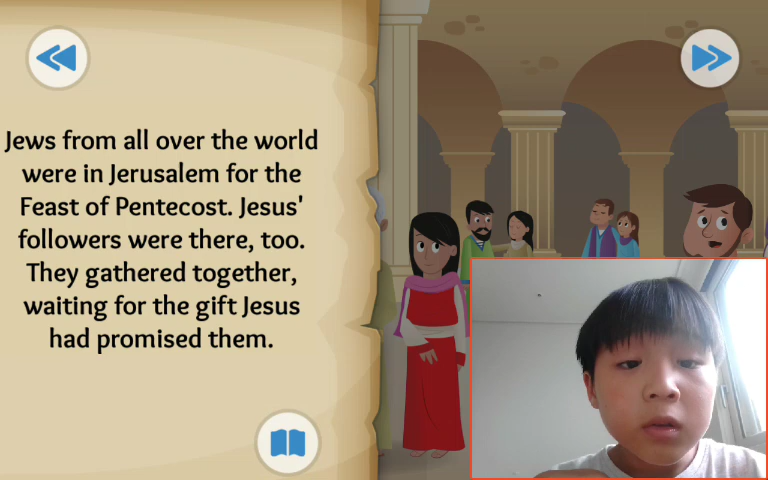 Jews from all over the world
were in Jerusalem for the
Feast of Pentecost. Jesus'
followers were there, too.
They gathered together,
waiting for the gift Jesus
had promised them.